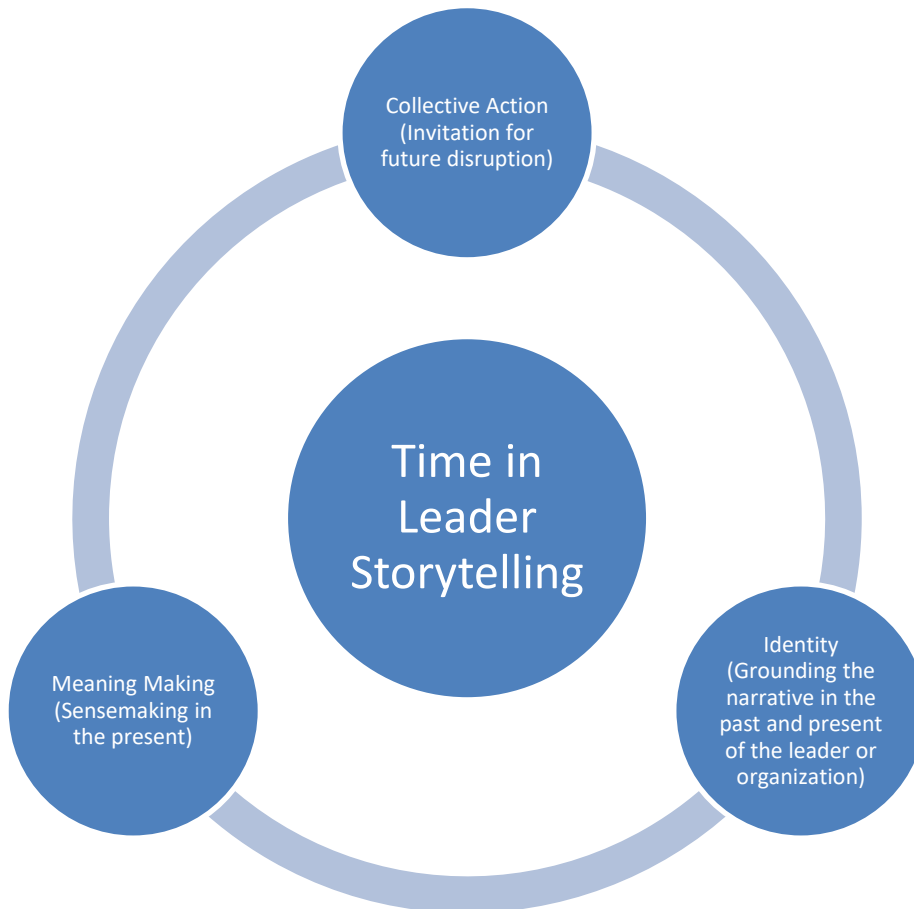 Collective Action
(Invitation for
future disruption)
Time in
Leader
Storytelling
Meaning Making
(Sensemaking in
the present)
Identity
(Grounding the
narrative in the
past and present
of the leader or
organization)